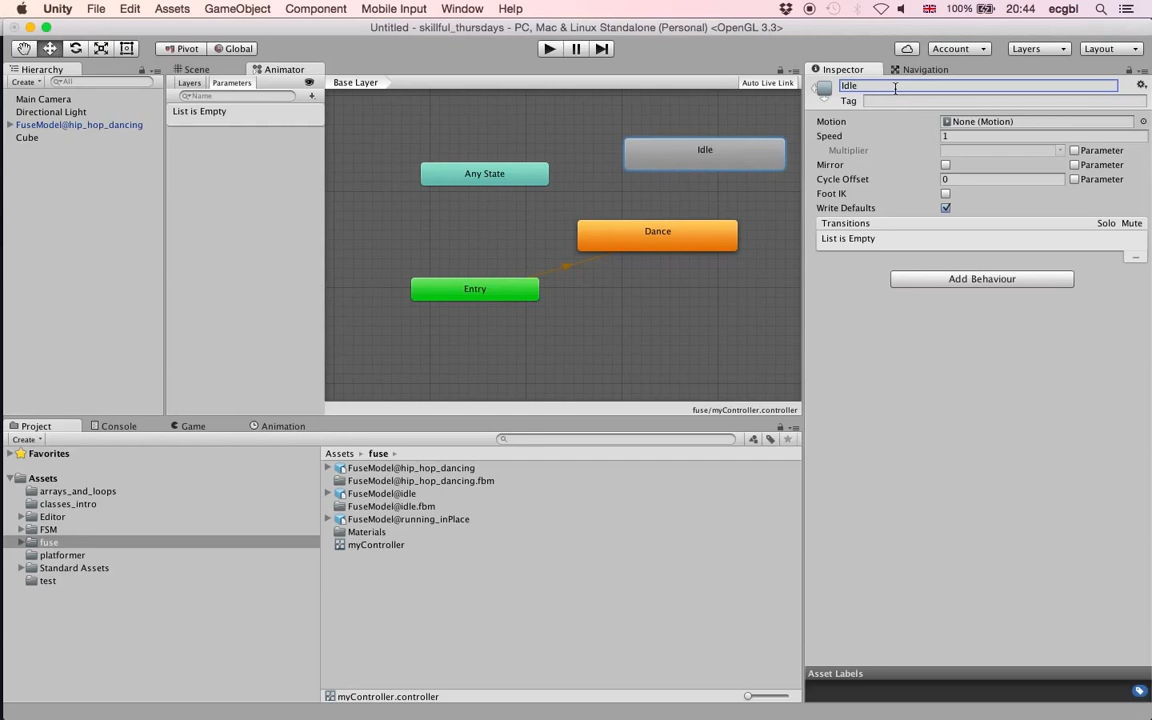 Unity File Edit Assets GameObject Component Mobile Input Window Help 100% 20:44 ecgbl
Untitled - skillful_thursdays - PC, Mac & Linux Standalone (Personal) <OpenGL 3.3>
Pivot Global Account Layers Layout
Hierarchy Scene Animator Inspector Navigation
Create All Layers Parameters Base Layer Auto Live Link Idle
Name Tag
Main Camera
Directional Light
FuseModel@hip_hop_dancing
Cube
List is Empty
Any State
Idle
Dance
Entry
fuse/myController.controller
Motion None (Motion)
Speed 1
Multiplier Parameter
Mirror Parameter
Cycle Offset 0 Parameter
Foot IK
Write Defaults
Transitions Solo Mute
List is Empty
Add Behaviour
Project Console Game Animation
Create
Favorites
Assets
arrays_and_loops
classes_intro
Editor
FSM
fuse
platformer
Standard Assets
test
Assets fuse
FuseModel@hip_hop_dancing
FuseModel@hip_hop_dancing.fbm
FuseModel@idle
FuseModel@idle.fbm
FuseModel@running_inPlace
Materials
myController
myController.controller
Asset Labels